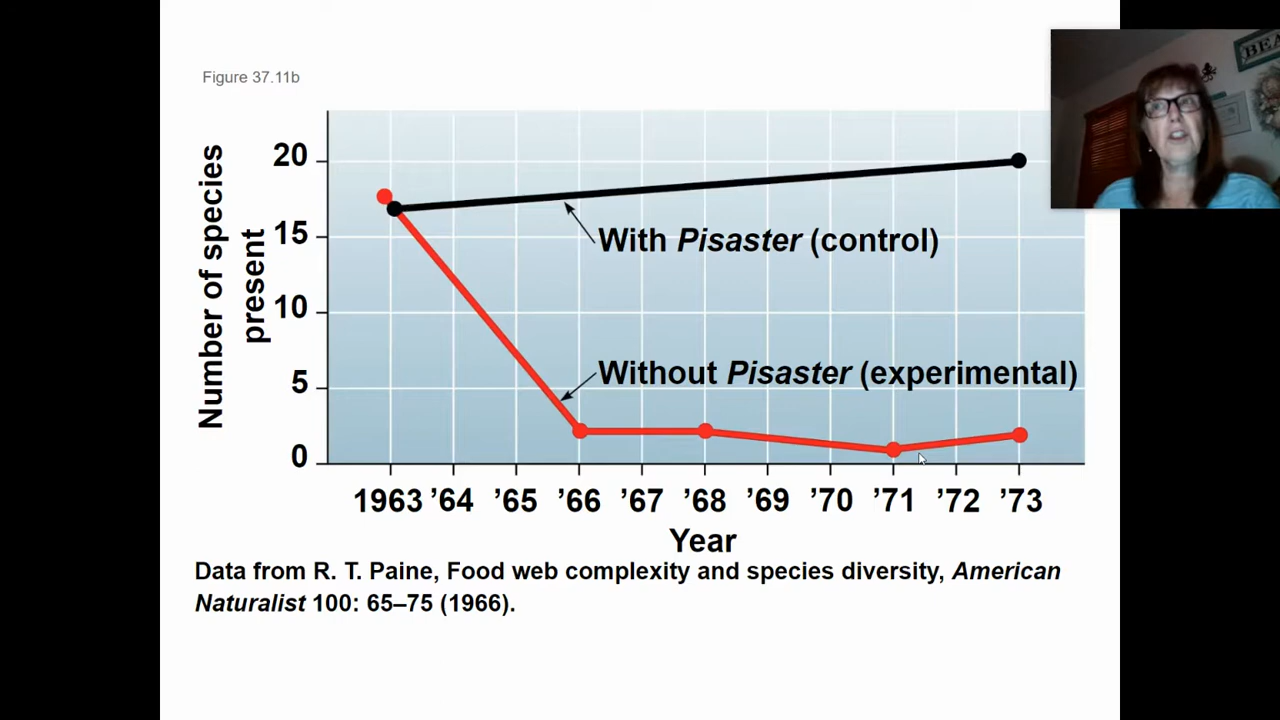 Figure 37.11b
BEA
Number of species
present
20
15
10
5
0
With Pisaster (control)
Without Pisaster (experimental)
1963 ’64 ’65 ’66 ’67 ’68 ’69 ’70 ’71 ’72 ’73
Year
Data from R. T. Paine, Food web complexity and species diversity, American
Naturalist 100: 65–75 (1966).